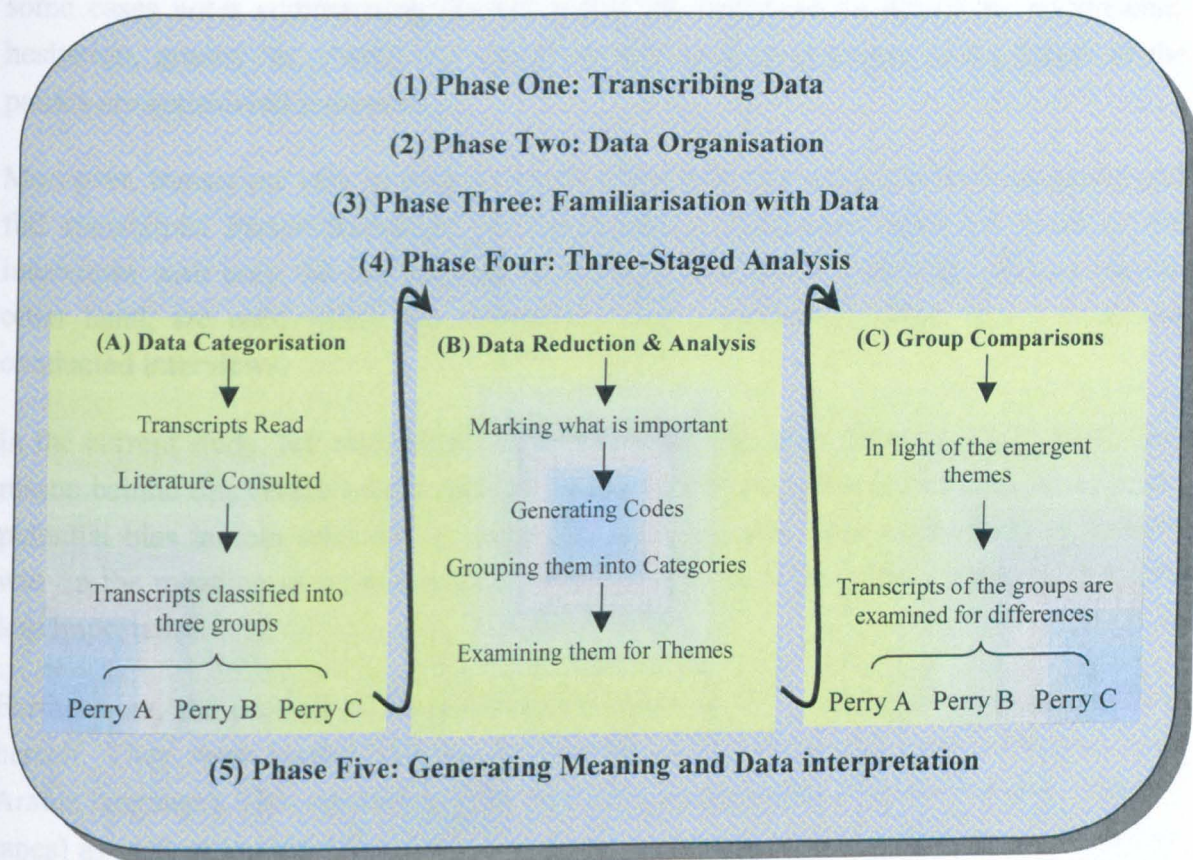 (1) Phase One: Transcribing Data
(2) Phase Two: Data Organisation
(3) Phase Three: Familiarisation with Data
(4) Phase Four: Three-Staged Analysis
(A) Data Categorisation
Transcripts Read
Literature Consulted
Transcripts classified into
three groups
Perry A Perry B Perry C
(B) Data Reduction & Analysis
Marking what is important
Generating Codes
Grouping them into Categories
Examining them for Themes
(C) Group Comparisons
In light of the emergent
themes
Transcripts of the groups are
examined for differences
Perry A Perry B Perry C
(5) Phase Five: Generating Meaning and Data interpretation